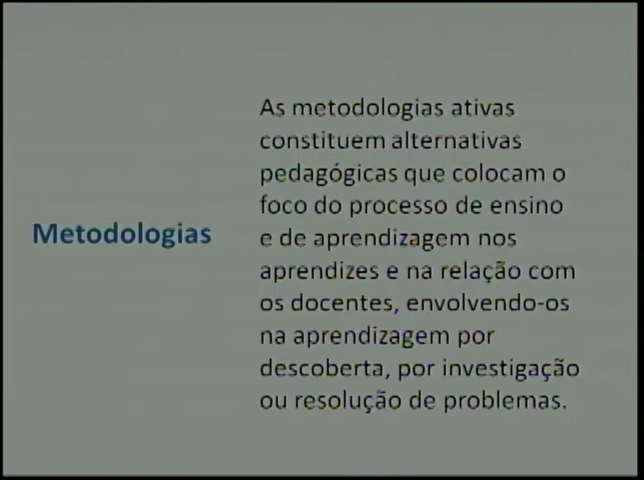 Metodologias
As metodologias ativas
constituem alternativas
pedagógicas que colocam o
foco do processo de ensino
e de aprendizagem nos
aprendizes e na relação com
os docentes, envolvendo-os
na aprendizagem por
descoberta, por investigação
ou resolução de problemas.